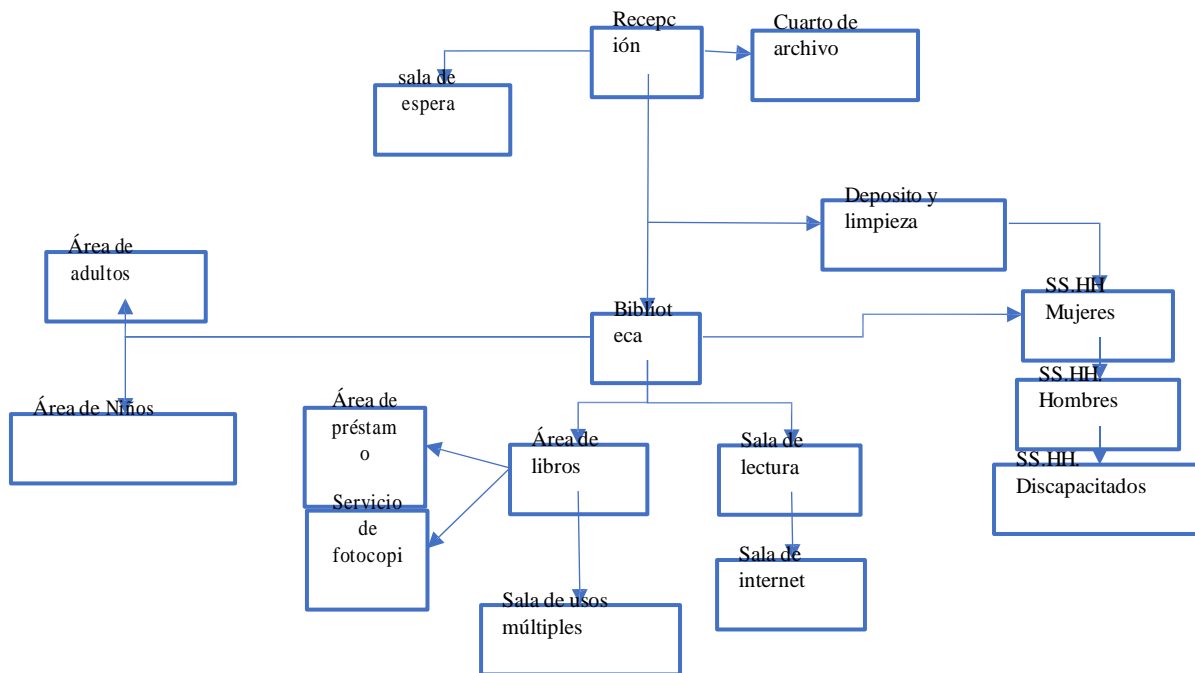 Recepc
ión
Cuarto de
archivo
sala de
espera
Deposito y
limpieza
Área de
adultos
SS.HH
Mujeres
Bibliot
eca
SS.HH.
Hombres
Área de Niños
Área de
préstam
o
Área de
libros
Sala de
lectura
SS.HH.
Discapacitados
Servicio
de
fotocopi
Sala de
internet
Sala de usos
múltiples